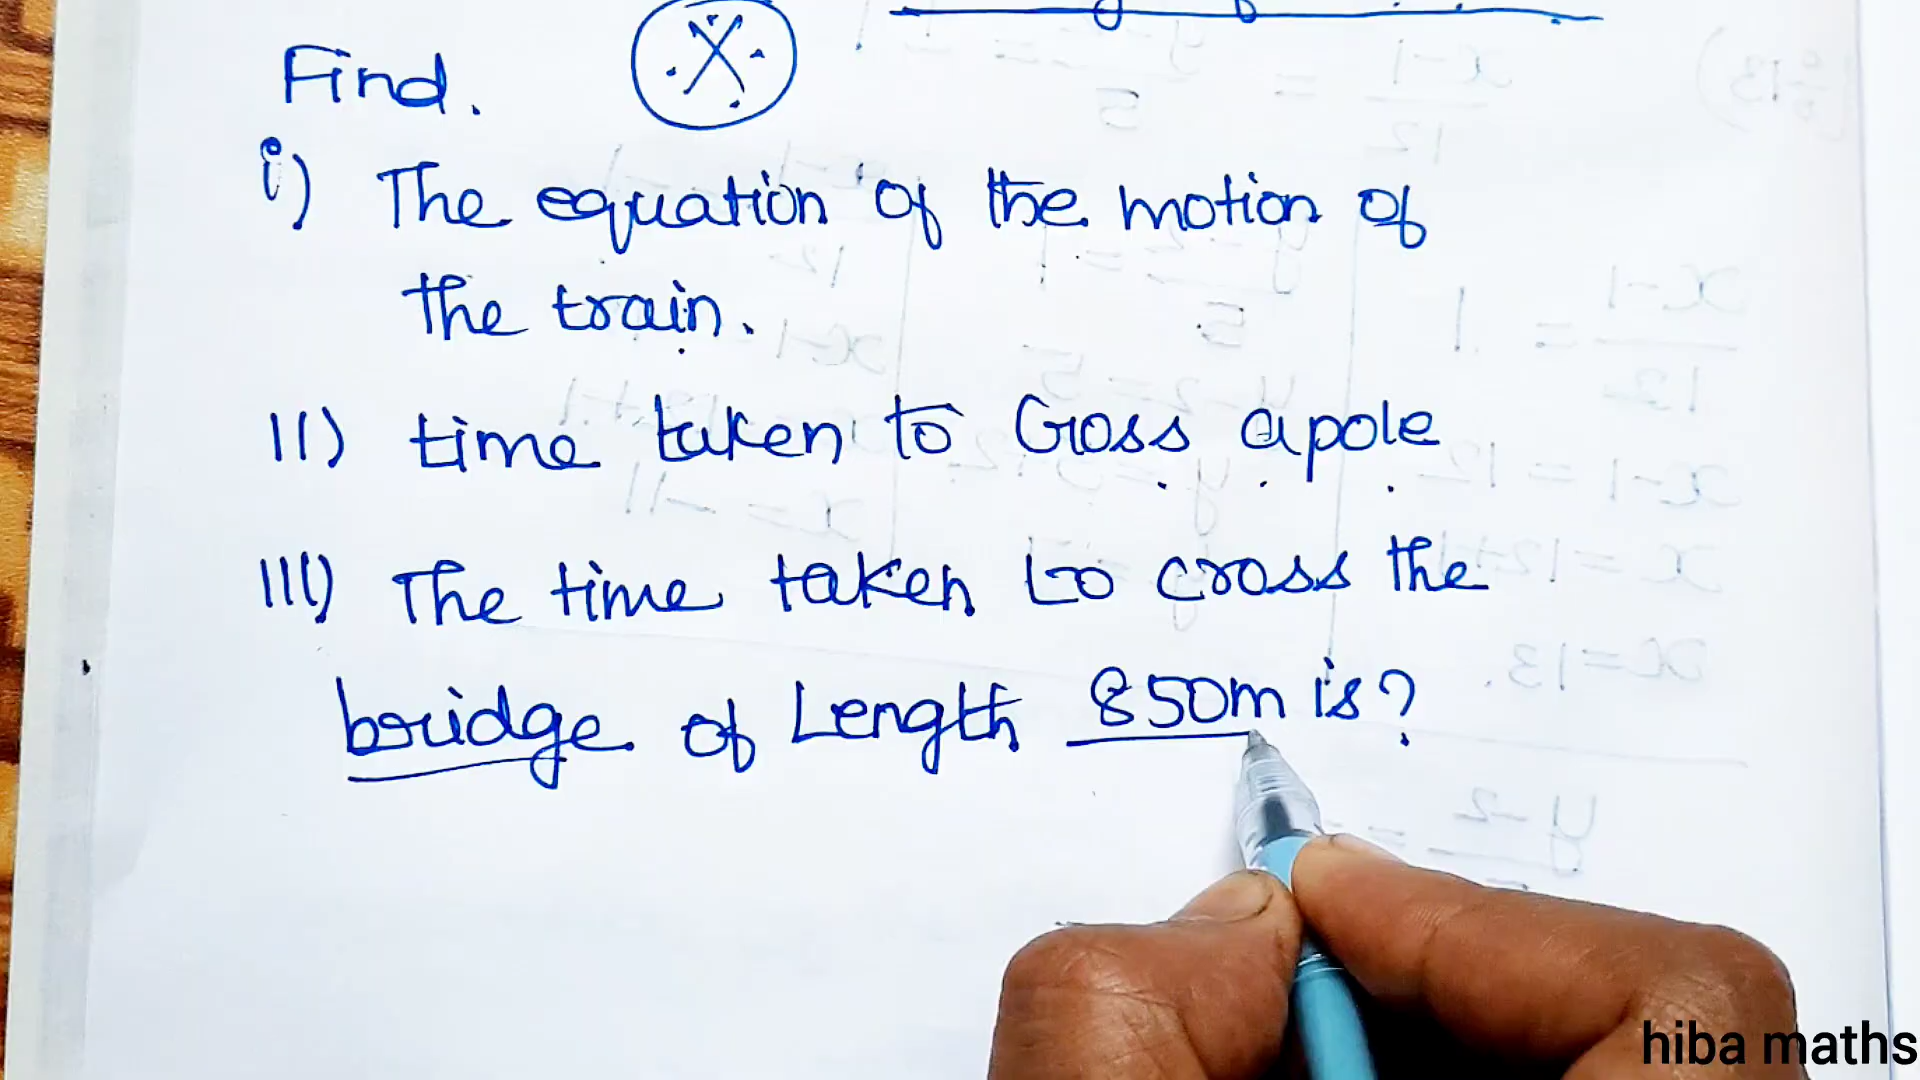 Find.
i) The equation of the motion of
the train.
II) time taken to Cross a pole
III) The time taken to cross the
bridge of Length 850m is?
hiba maths